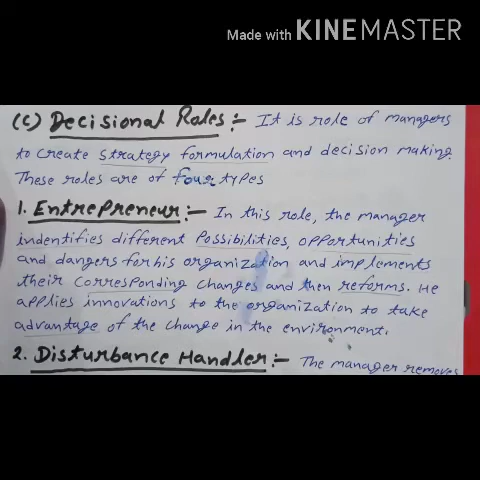 Made with KINEMASTER
(C) Decisional Roles:- It is role of managers
to create strategy formulation and decision making.
These roles are of four types
1. Entrepreneur:- In this role, the manager
indentifies different Possibilities, opportunities
and dangers for his organization and implements
their corresponding changes and then reforms. He
applies innovations to the organization to take
advantage of the change in the environment.
2. Disturbance Handler:- The manager removes